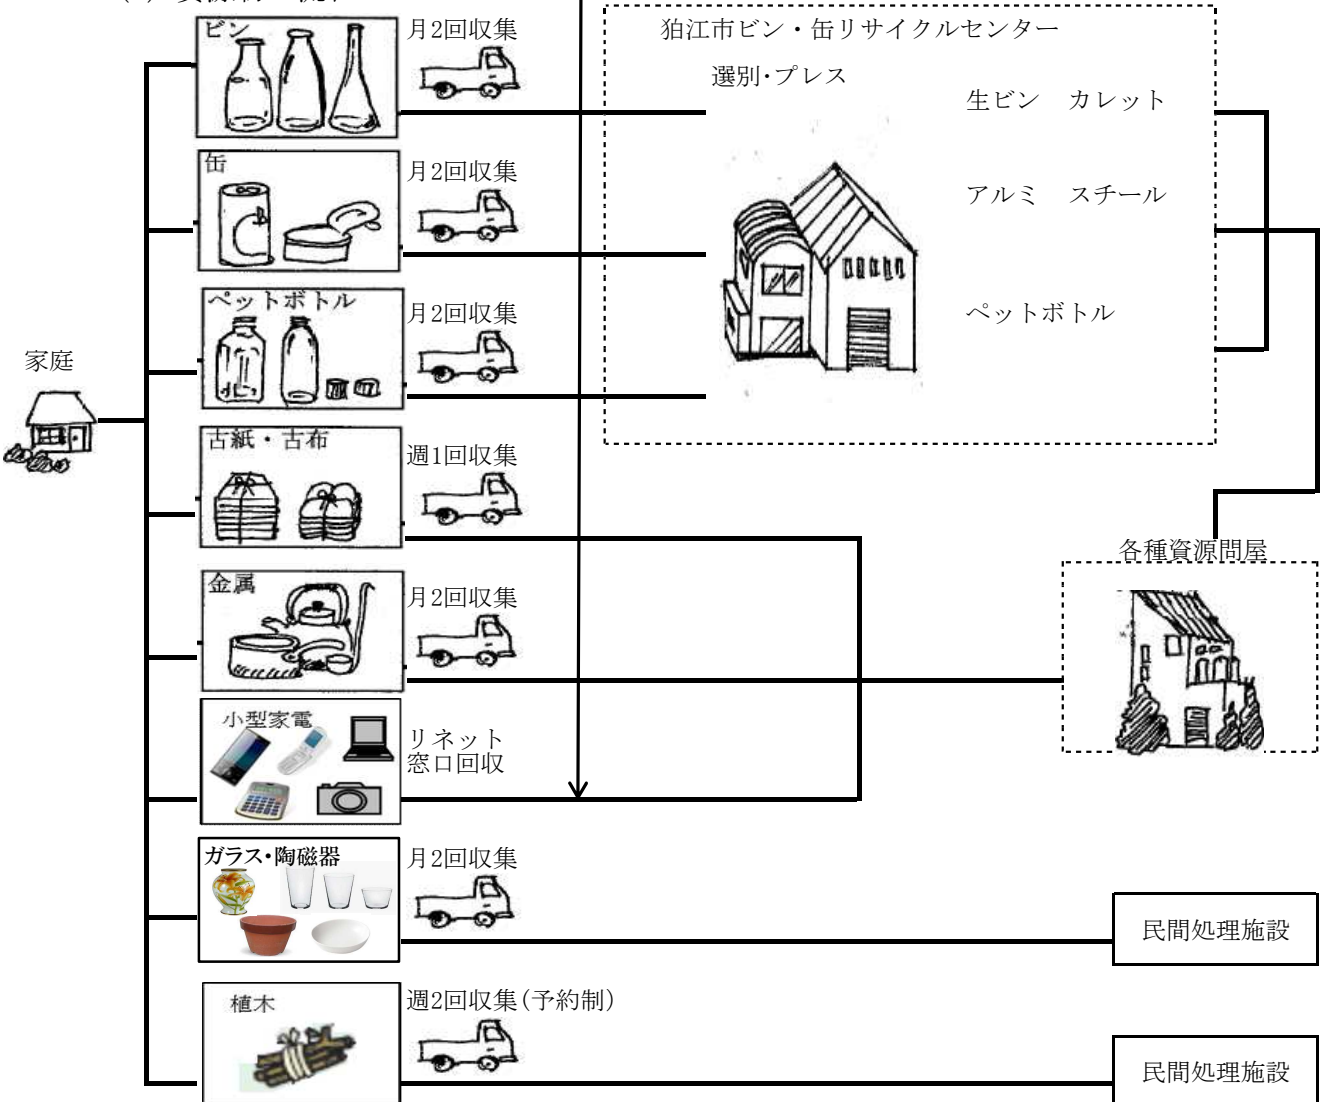 ビン
月2回収集
狛江市ビン・缶リサイクルセンター
選別・プレス
生ビン　カレット
缶
月2回収集
アルミ　スチール
ペットボトル
月2回収集
ペットボトル
家庭
古紙・古布
週1回収集
各種資源問屋
金属
月2回収集
小型家電
リネット
窓口回収
ガラス・陶磁器
月2回収集
民間処理施設
植木
週2回収集(予約制)
民間処理施設